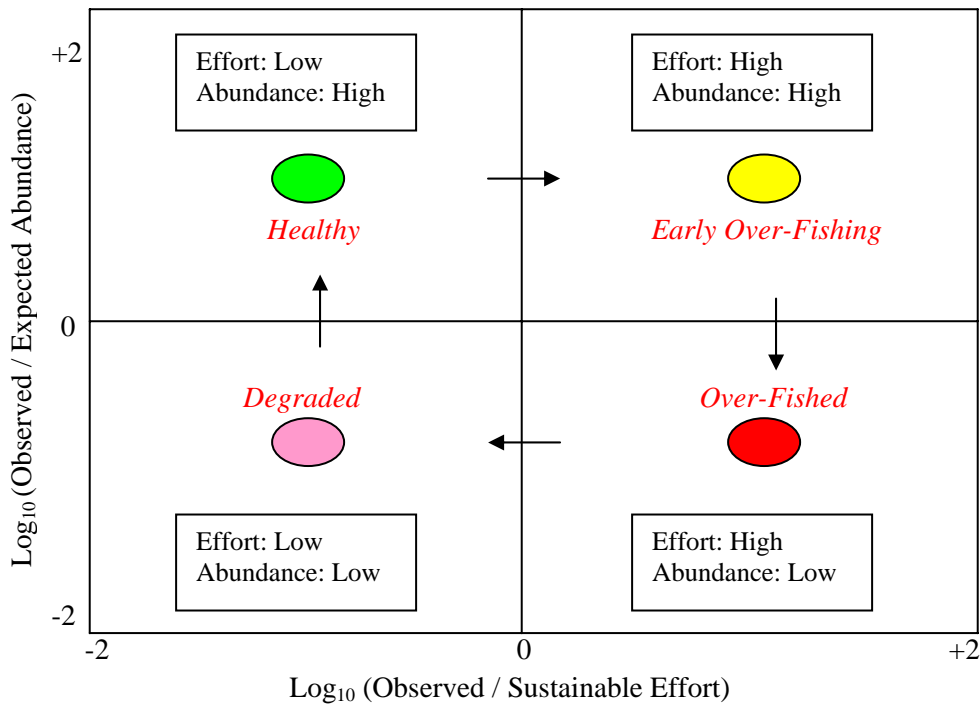 +2
Effort: Low
Abundance: High
Effort: High
Abundance: High
Healthy
Early Over-Fishing
Log10 (Observed / Expected Abundance)
0
Degraded
Over-Fished
Effort: Low
Abundance: Low
Effort: High
Abundance: Low
-2
-2
0
+2
Log10 (Observed / Sustainable Effort)